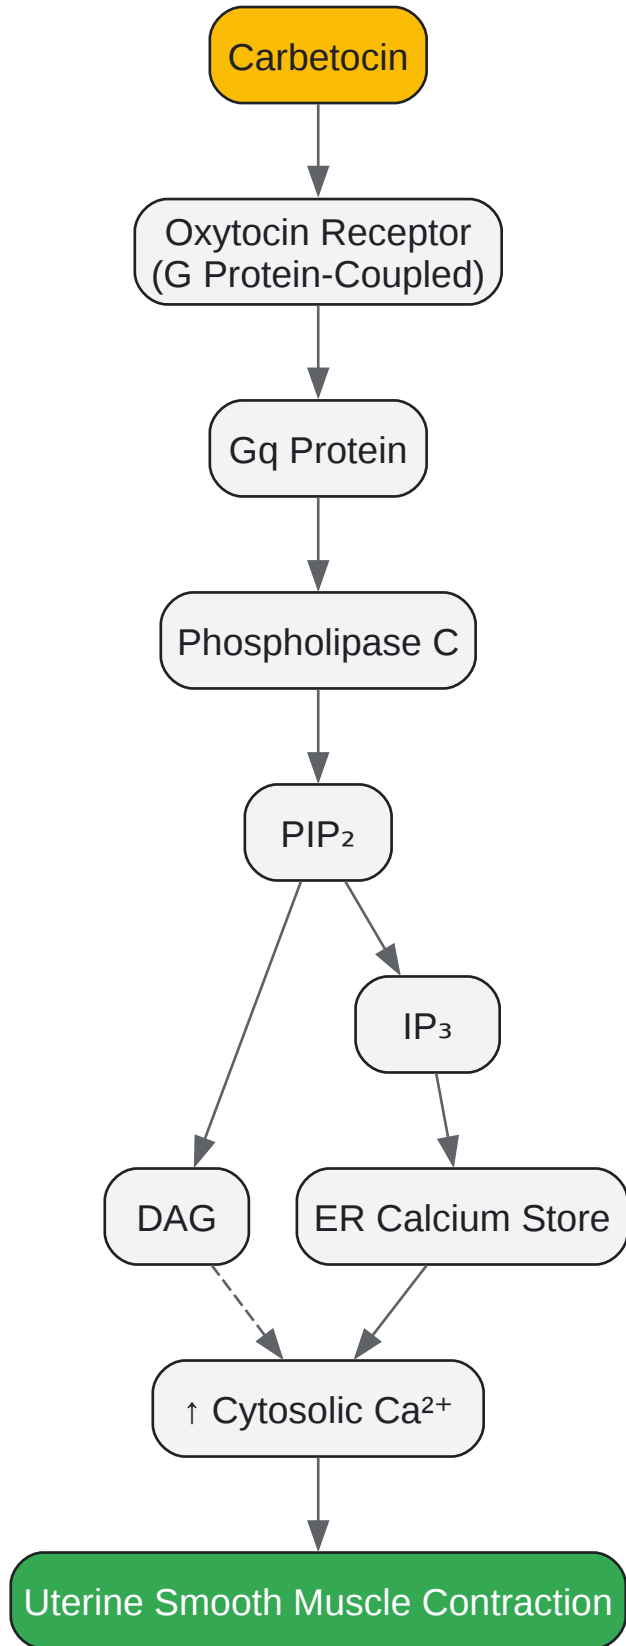 Carbetocin
Oxytocin Receptor
(G Protein-Coupled)
Gq Protein
Phospholipase C
PIP₂
IP₃
DAG
ER Calcium Store
↑ Cytosolic Ca²⁺
Uterine Smooth Muscle Contraction